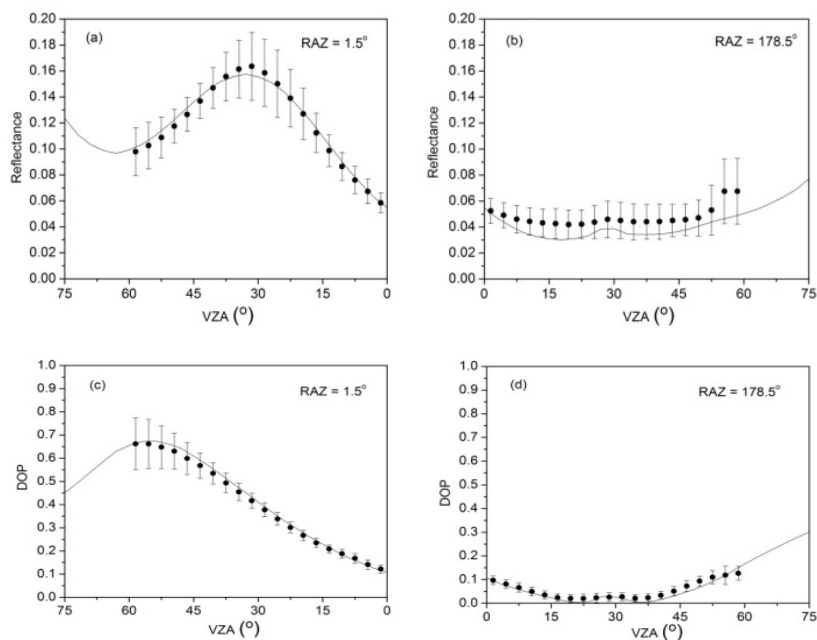 (a)
RAZ = 1.5°
0.20
0.18
0.16
0.14
0.12
0.10
0.08
0.06
0.04
0.02
0.00
Reflectance
75 60 45 30 15 0
VZA (°)
(b)
RAZ = 178.5°
0.20
0.18
0.16
0.14
0.12
0.10
0.08
0.06
0.04
0.02
0.00
Reflectance
0 15 30 45 60 75
VZA (°)
(c)
RAZ = 1.5°
1.0
0.9
0.8
0.7
0.6
0.5
0.4
0.3
0.2
0.1
0.0
DOP
75 60 45 30 15 0
VZA (°)
(d)
RAZ = 178.5°
1.0
0.9
0.8
0.7
0.6
0.5
0.4
0.3
0.2
0.1
0.0
DOP
0 15 30 45 60 75
VZA (°)